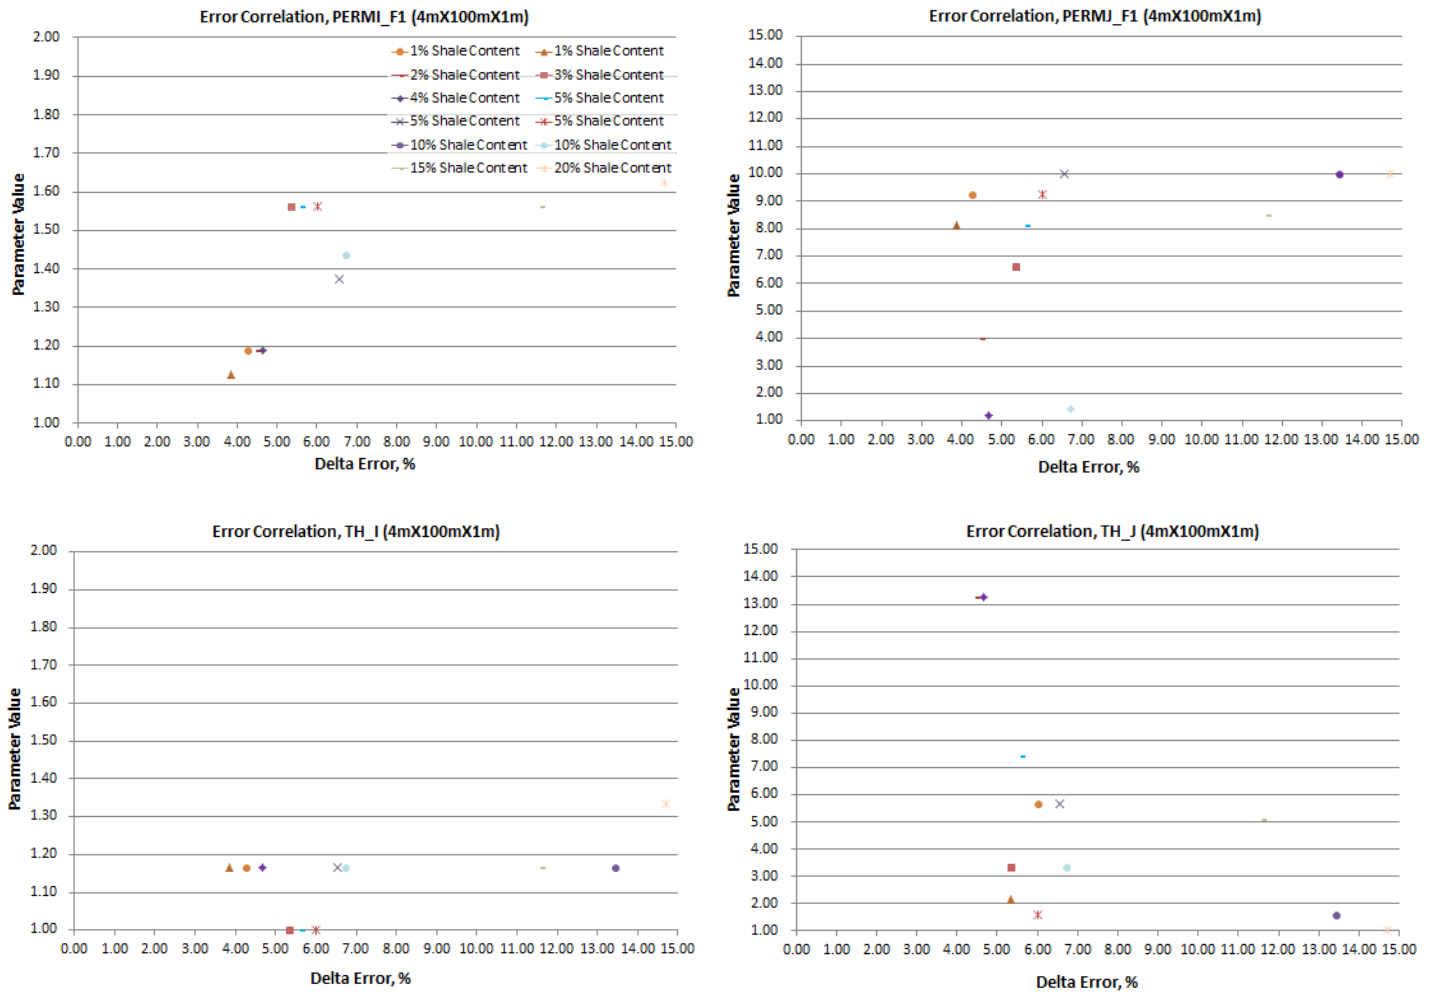 Error Correlation, PERMI_F1 (4mX100mX1m)
2.00
1.90
1.80
1.70
1.60
1.50
1.40
1.30
1.20
1.10
1.00
Parameter Value
1% Shale Content
1% Shale Content
2% Shale Content
3% Shale Content
4% Shale Content
5% Shale Content
5% Shale Content
5% Shale Content
10% Shale Content
10% Shale Content
15% Shale Content
20% Shale Content
0.00 1.00 2.00 3.00 4.00 5.00 6.00 7.00 8.00 9.00 10.00 11.00 12.00 13.00 14.00 15.00
Delta Error, %
Error Correlation, PERMJ_F1 (4mX100mX1m)
15.00
14.00
13.00
12.00
11.00
10.00
9.00
8.00
7.00
6.00
5.00
4.00
3.00
2.00
1.00
Parameter Value
0.00 1.00 2.00 3.00 4.00 5.00 6.00 7.00 8.00 9.00 10.00 11.00 12.00 13.00 14.00 15.00
Delta Error, %
Error Correlation, TH_I (4mX100mX1m)
2.00
1.90
1.80
1.70
1.60
1.50
1.40
1.30
1.20
1.10
1.00
Parameter Value
0.00 1.00 2.00 3.00 4.00 5.00 6.00 7.00 8.00 9.00 10.00 11.00 12.00 13.00 14.00 15.00
Delta Error, %
Error Correlation, TH_J (4mX100mX1m)
15.00
14.00
13.00
12.00
11.00
10.00
9.00
8.00
7.00
6.00
5.00
4.00
3.00
2.00
1.00
Parameter Value
0.00 1.00 2.00 3.00 4.00 5.00 6.00 7.00 8.00 9.00 10.00 11.00 12.00 13.00 14.00 15.00
Delta Error, %